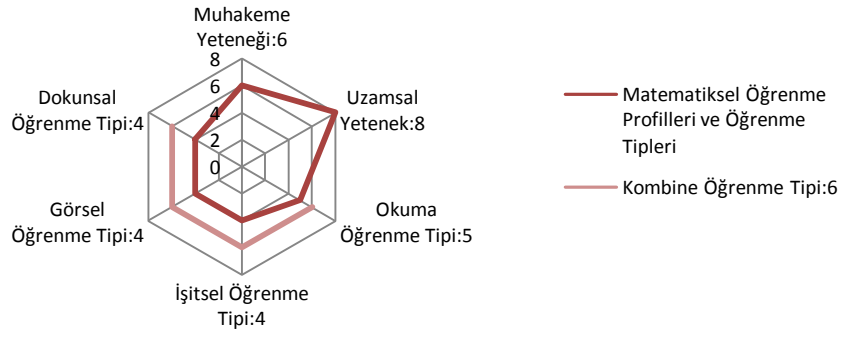 Muhakeme
Yeteneği:6
Uzamsal
Yetenek:8
Okuma
Öğrenme Tipi:5
İşitsel Öğrenme
Tipi:4
Görsel
Öğrenme Tipi:4
Dokunsal
Öğrenme Tipi:4
8
6
4
2
0
Matematiksel Öğrenme
Profilleri ve Öğrenme
Tipleri
Kombine Öğrenme Tipi:6